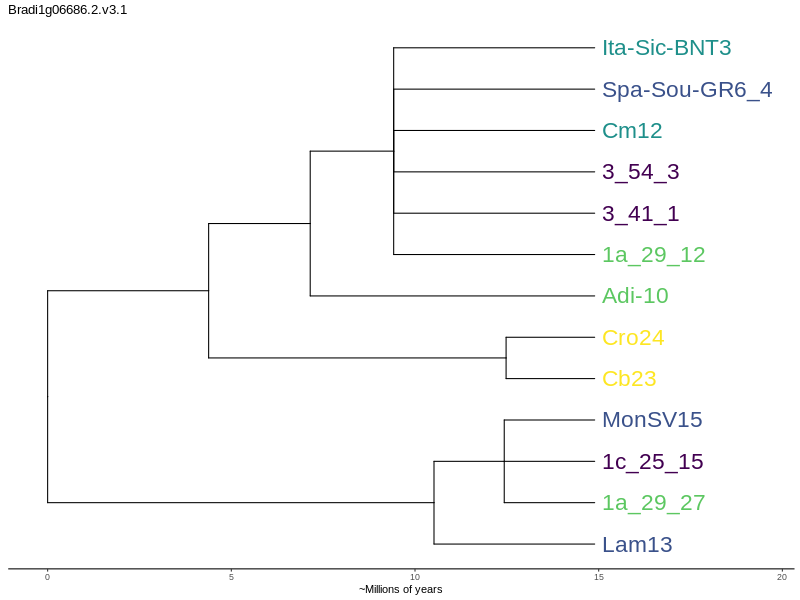 Bradi1g06686.2.v3.1
Ita-Sic-BNT3
Spa-Sou-GR6_4
Cm12
3_54_3
3_41_1
1a_29_12
Adi-10
Cro24
Cb23
MonSV15
1c_25_15
1a_29_27
Lam13
0 5 10 15 20
~Millions of years